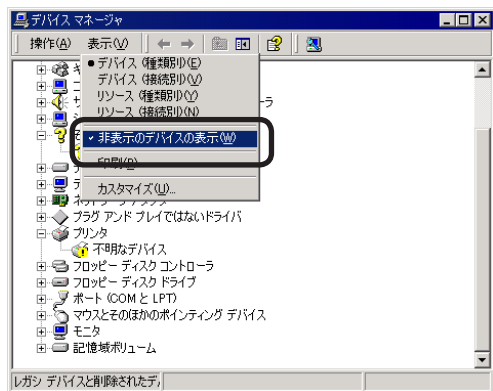 デバイス マネージャ
操作(A) 表示(V)
デバイス (種類別)(E)
デバイス (接続別)(V)
リソース (種類別)(Y)
リソース (接続別)(N)
ーラ
非表示のデバイスの表示(W)
印刷(P)
カスタマイズ(U)...
プラグ アンド プレイではないドライバ
プリンタ
不明なデバイス
フロッピー ディスク コントローラ
フロッピー ディスク ドライブ
ポート (COM と LPT)
マウスとそのほかのポインティング デバイス
モニタ
記憶域ボリューム
レガシ デバイスと削除されたデ